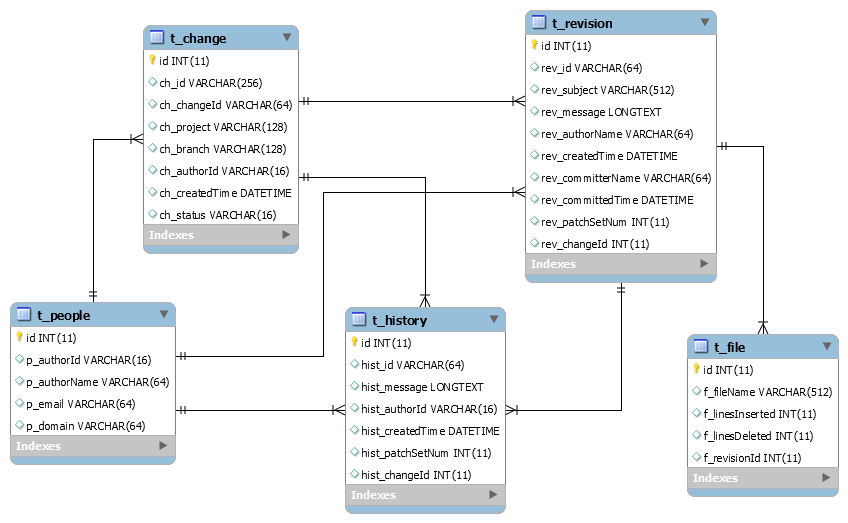 t_change
id INT(11)
ch_id VARCHAR(256)
ch_changeId VARCHAR(64)
ch_project VARCHAR(128)
ch_branch VARCHAR(128)
ch_authorId VARCHAR(16)
ch_createdTime DATETIME
ch_status VARCHAR(16)
Indexes
t_revision
id INT(11)
rev_id VARCHAR(64)
rev_subject VARCHAR(512)
rev_message LONGTEXT
rev_authorName VARCHAR(64)
rev_createdTime DATETIME
rev_committerName VARCHAR(64)
rev_committedTime DATETIME
rev_patchSetNum INT(11)
rev_changeId INT(11)
Indexes
t_people
id INT(11)
p_authorId VARCHAR(16)
p_authorName VARCHAR(64)
p_email VARCHAR(64)
p_domain VARCHAR(64)
Indexes
t_history
id INT(11)
hist_id VARCHAR(64)
hist_message LONGTEXT
hist_authorId VARCHAR(16)
hist_createdTime DATETIME
hist_patchSetNum INT(11)
hist_changeId INT(11)
Indexes
t_file
id INT(11)
f_fileName VARCHAR(512)
f_linesInserted INT(11)
f_linesDeleted INT(11)
f_revisionId INT(11)
Indexes